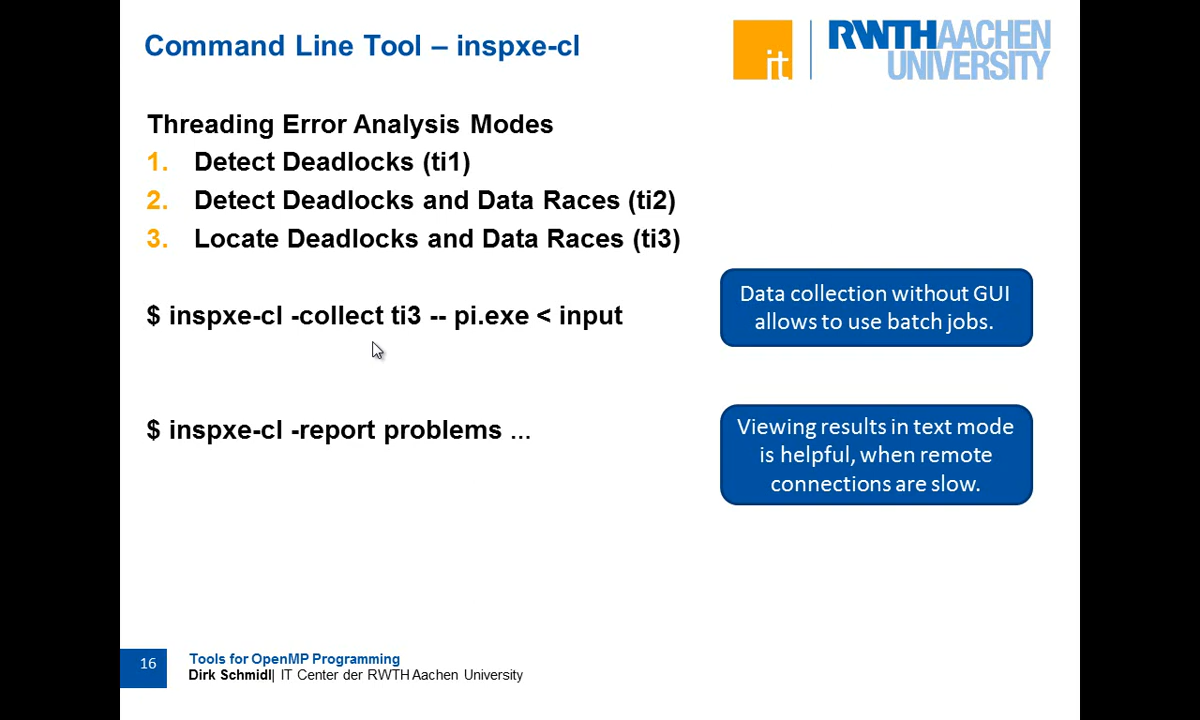 Command Line Tool – inspxe-cl
it
RWTHAACHEN
UNIVERSITY
Threading Error Analysis Modes
1. Detect Deadlocks (ti1)
2. Detect Deadlocks and Data Races (ti2)
3. Locate Deadlocks and Data Races (ti3)
$ inspxe-cl -collect ti3 -- pi.exe < input
Data collection without GUI
allows to use batch jobs.
$ inspxe-cl -report problems ...
Viewing results in text mode
is helpful, when remote
connections are slow.
16
Tools for OpenMP Programming
Dirk Schmidl| IT Center der RWTH Aachen University